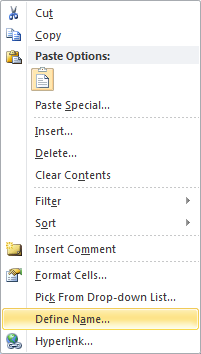 Cut
Copy
Paste Options:
Paste Special...
Insert...
Delete...
Clear Contents
Filter
Sort
Insert Comment
Format Cells...
Pick From Drop-down List...
Define Name...
Hyperlink...